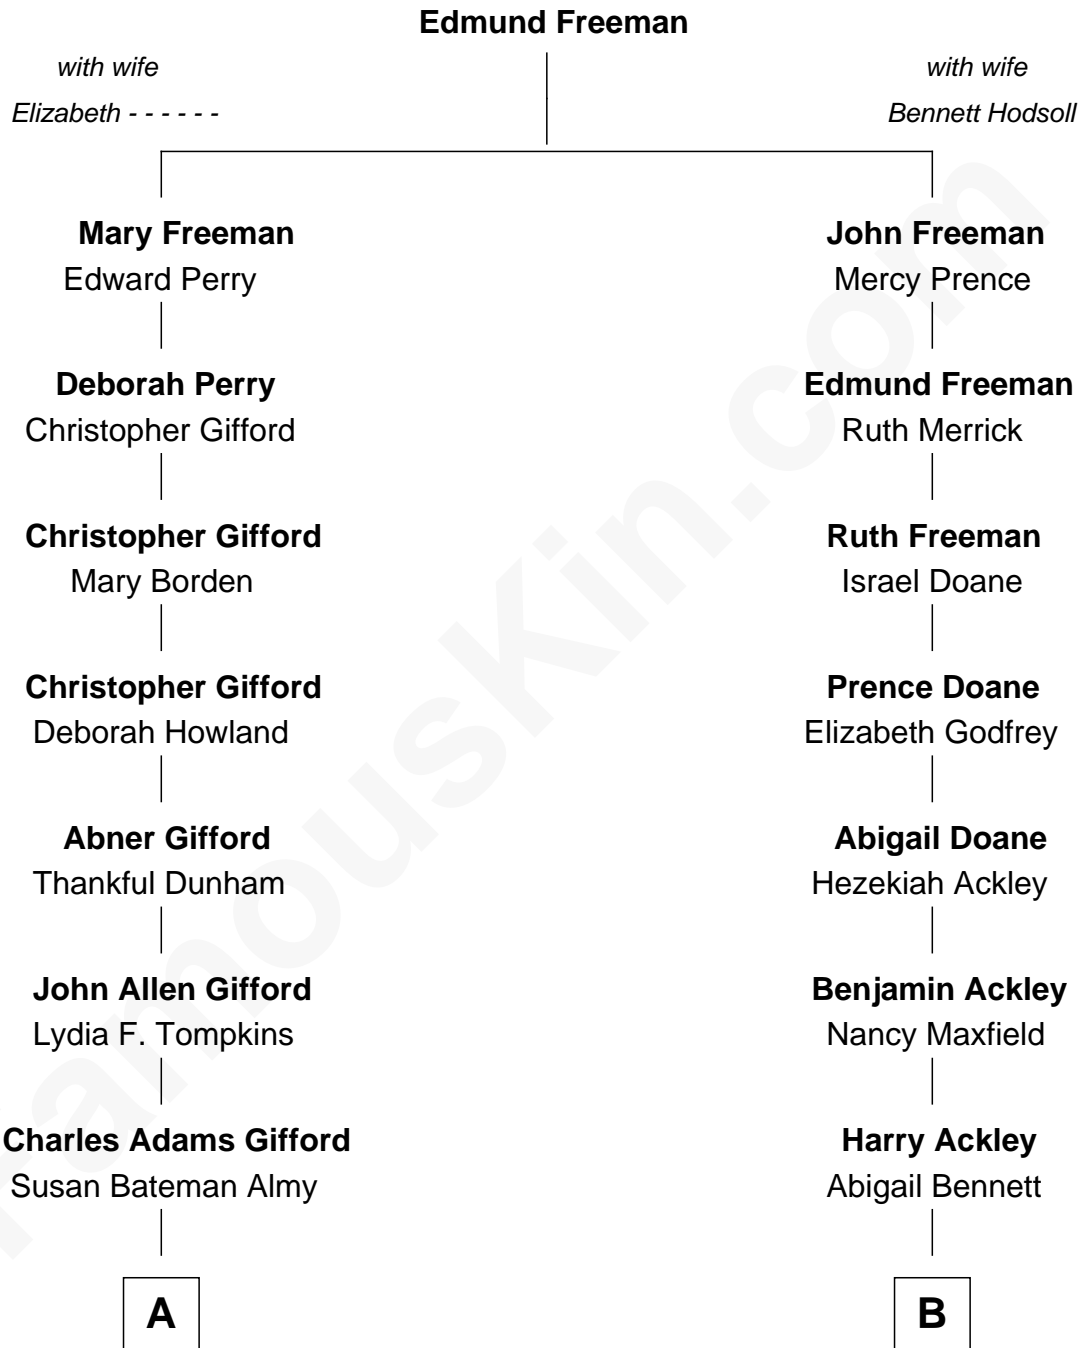 Edmund Freeman
with wife
Elizabeth - - - - - -
with wife
Bennett Hodsoll
Mary Freeman
Edward Perry
John Freeman
Mercy Prence
Deborah Perry
Christopher Gifford
Edmund Freeman
Ruth Merrick
Christopher Gifford
Mary Borden
Ruth Freeman
Israel Doane
Christopher Gifford
Deborah Howland
Prence Doane
Elizabeth Godfrey
Abner Gifford
Thankful Dunham
Abigail Doane
Hezekiah Ackley
John Allen Gifford
Lydia F. Tompkins
Benjamin Ackley
Nancy Maxfield
Charles Adams Gifford
Susan Bateman Almy
Harry Ackley
Abigail Bennett
A
B
FamousKin.com